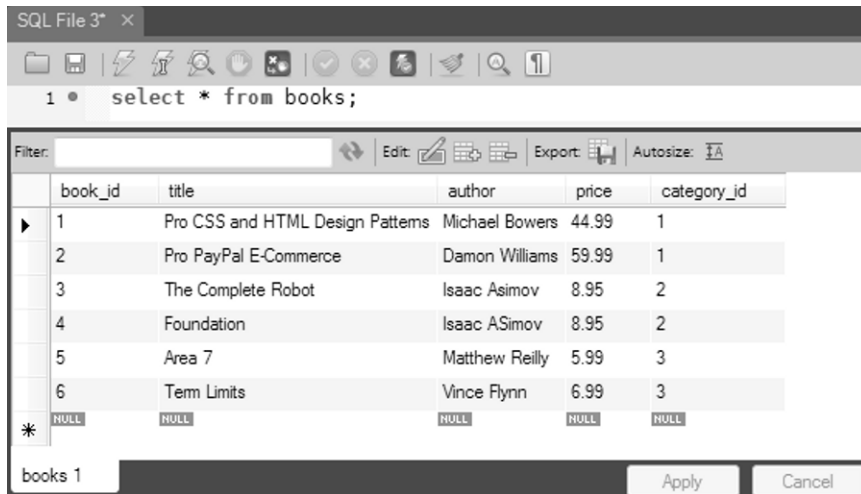 SQL File 3* ×
1 select * from books;
Filter: Edit: Export: Autosize: IA
book_id title author price category_id
1 Pro CSS and HTML Design Patterns Michael Bowers 44.99 1
2 Pro PayPal E-Commerce Damon Williams 59.99 1
3 The Complete Robot Isaac Asimov 8.95 2
4 Foundation Isaac ASimov 8.95 2
5 Area 7 Matthew Reilly 5.99 3
6 Term Limits Vince Flynn 6.99 3
NULL NULL NULL NULL NULL
books 1 Apply Cancel